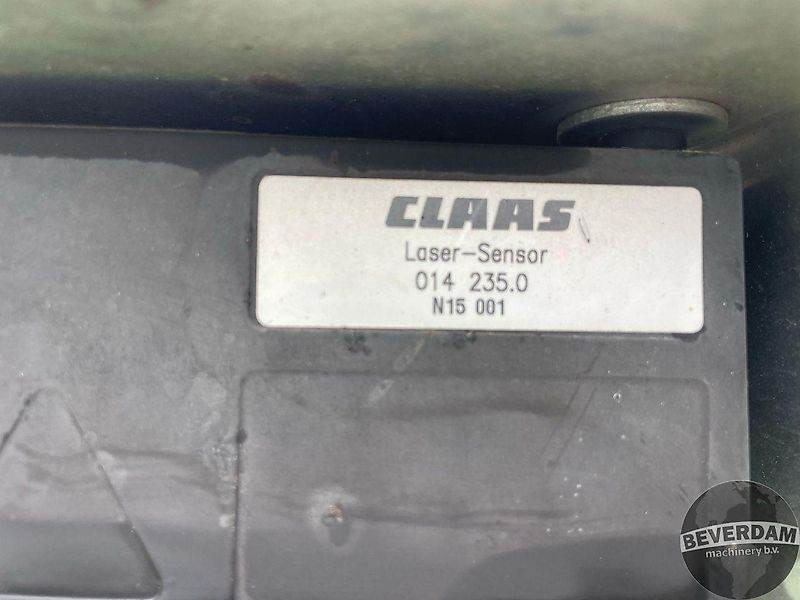 CLAAS
Laser-Sensor
014 235.0
N15 001
BEVERDAM
machinery b.v.